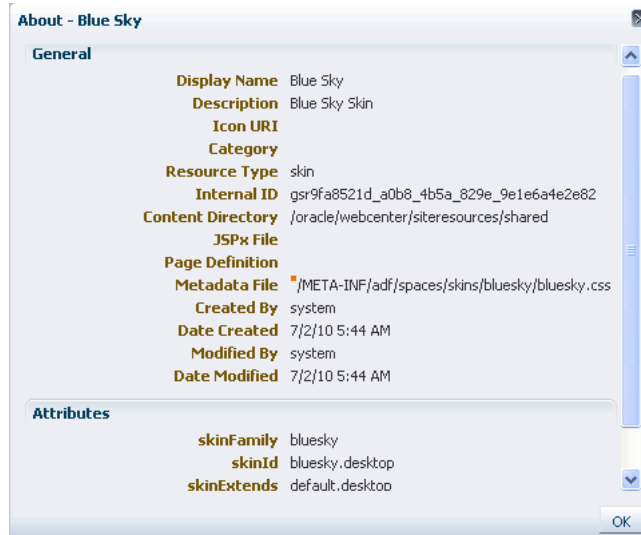 About - Blue Sky
General
Display Name Blue Sky
Description Blue Sky Skin
Icon URI
Category
Resource Type skin
Internal ID gsr9fa8521d_a0b8_4b5a_829e_9e1e6a4e2e82
Content Directory /oracle/webcenter/siteresources/shared
JSPx File
Page Definition
Metadata File /META-INF/adf/spaces/skins/bluesky/bluesky.css
Created By system
Date Created 7/2/10 5:44 AM
Modified By system
Date Modified 7/2/10 5:44 AM
Attributes
skinFamily bluesky
skinId bluesky.desktop
skinExtends default.desktop
OK